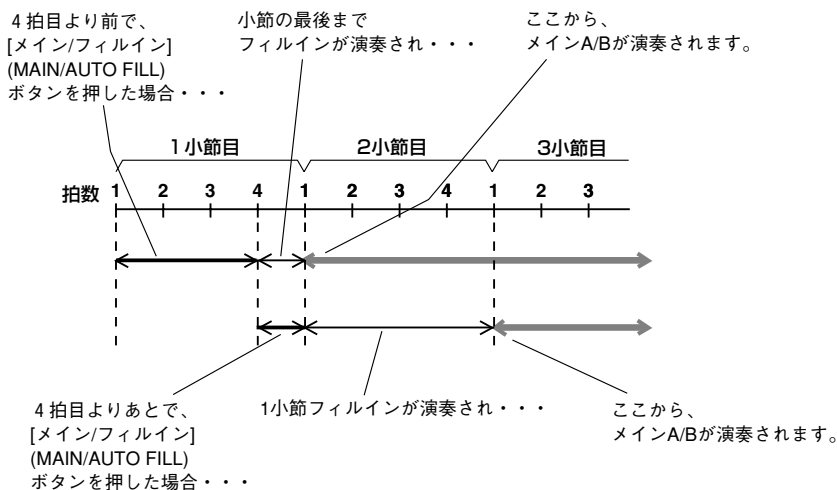 4拍目より前で、
[メイン/フィルイン]
(MAIN/AUTO FILL)
ボタンを押した場合・・・
小節の最後まで
フィルインが演奏され・・・
ここから、
メインA/Bが演奏されます。
1小節目 2小節目 3小節目
拍数 1 2 3 4 1 2 3 4 1 2 3
4拍目よりあとで、
[メイン/フィルイン]
(MAIN/AUTO FILL)
ボタンを押した場合・・・
1小節フィルインが演奏され・・・
ここから、
メインA/Bが演奏されます。